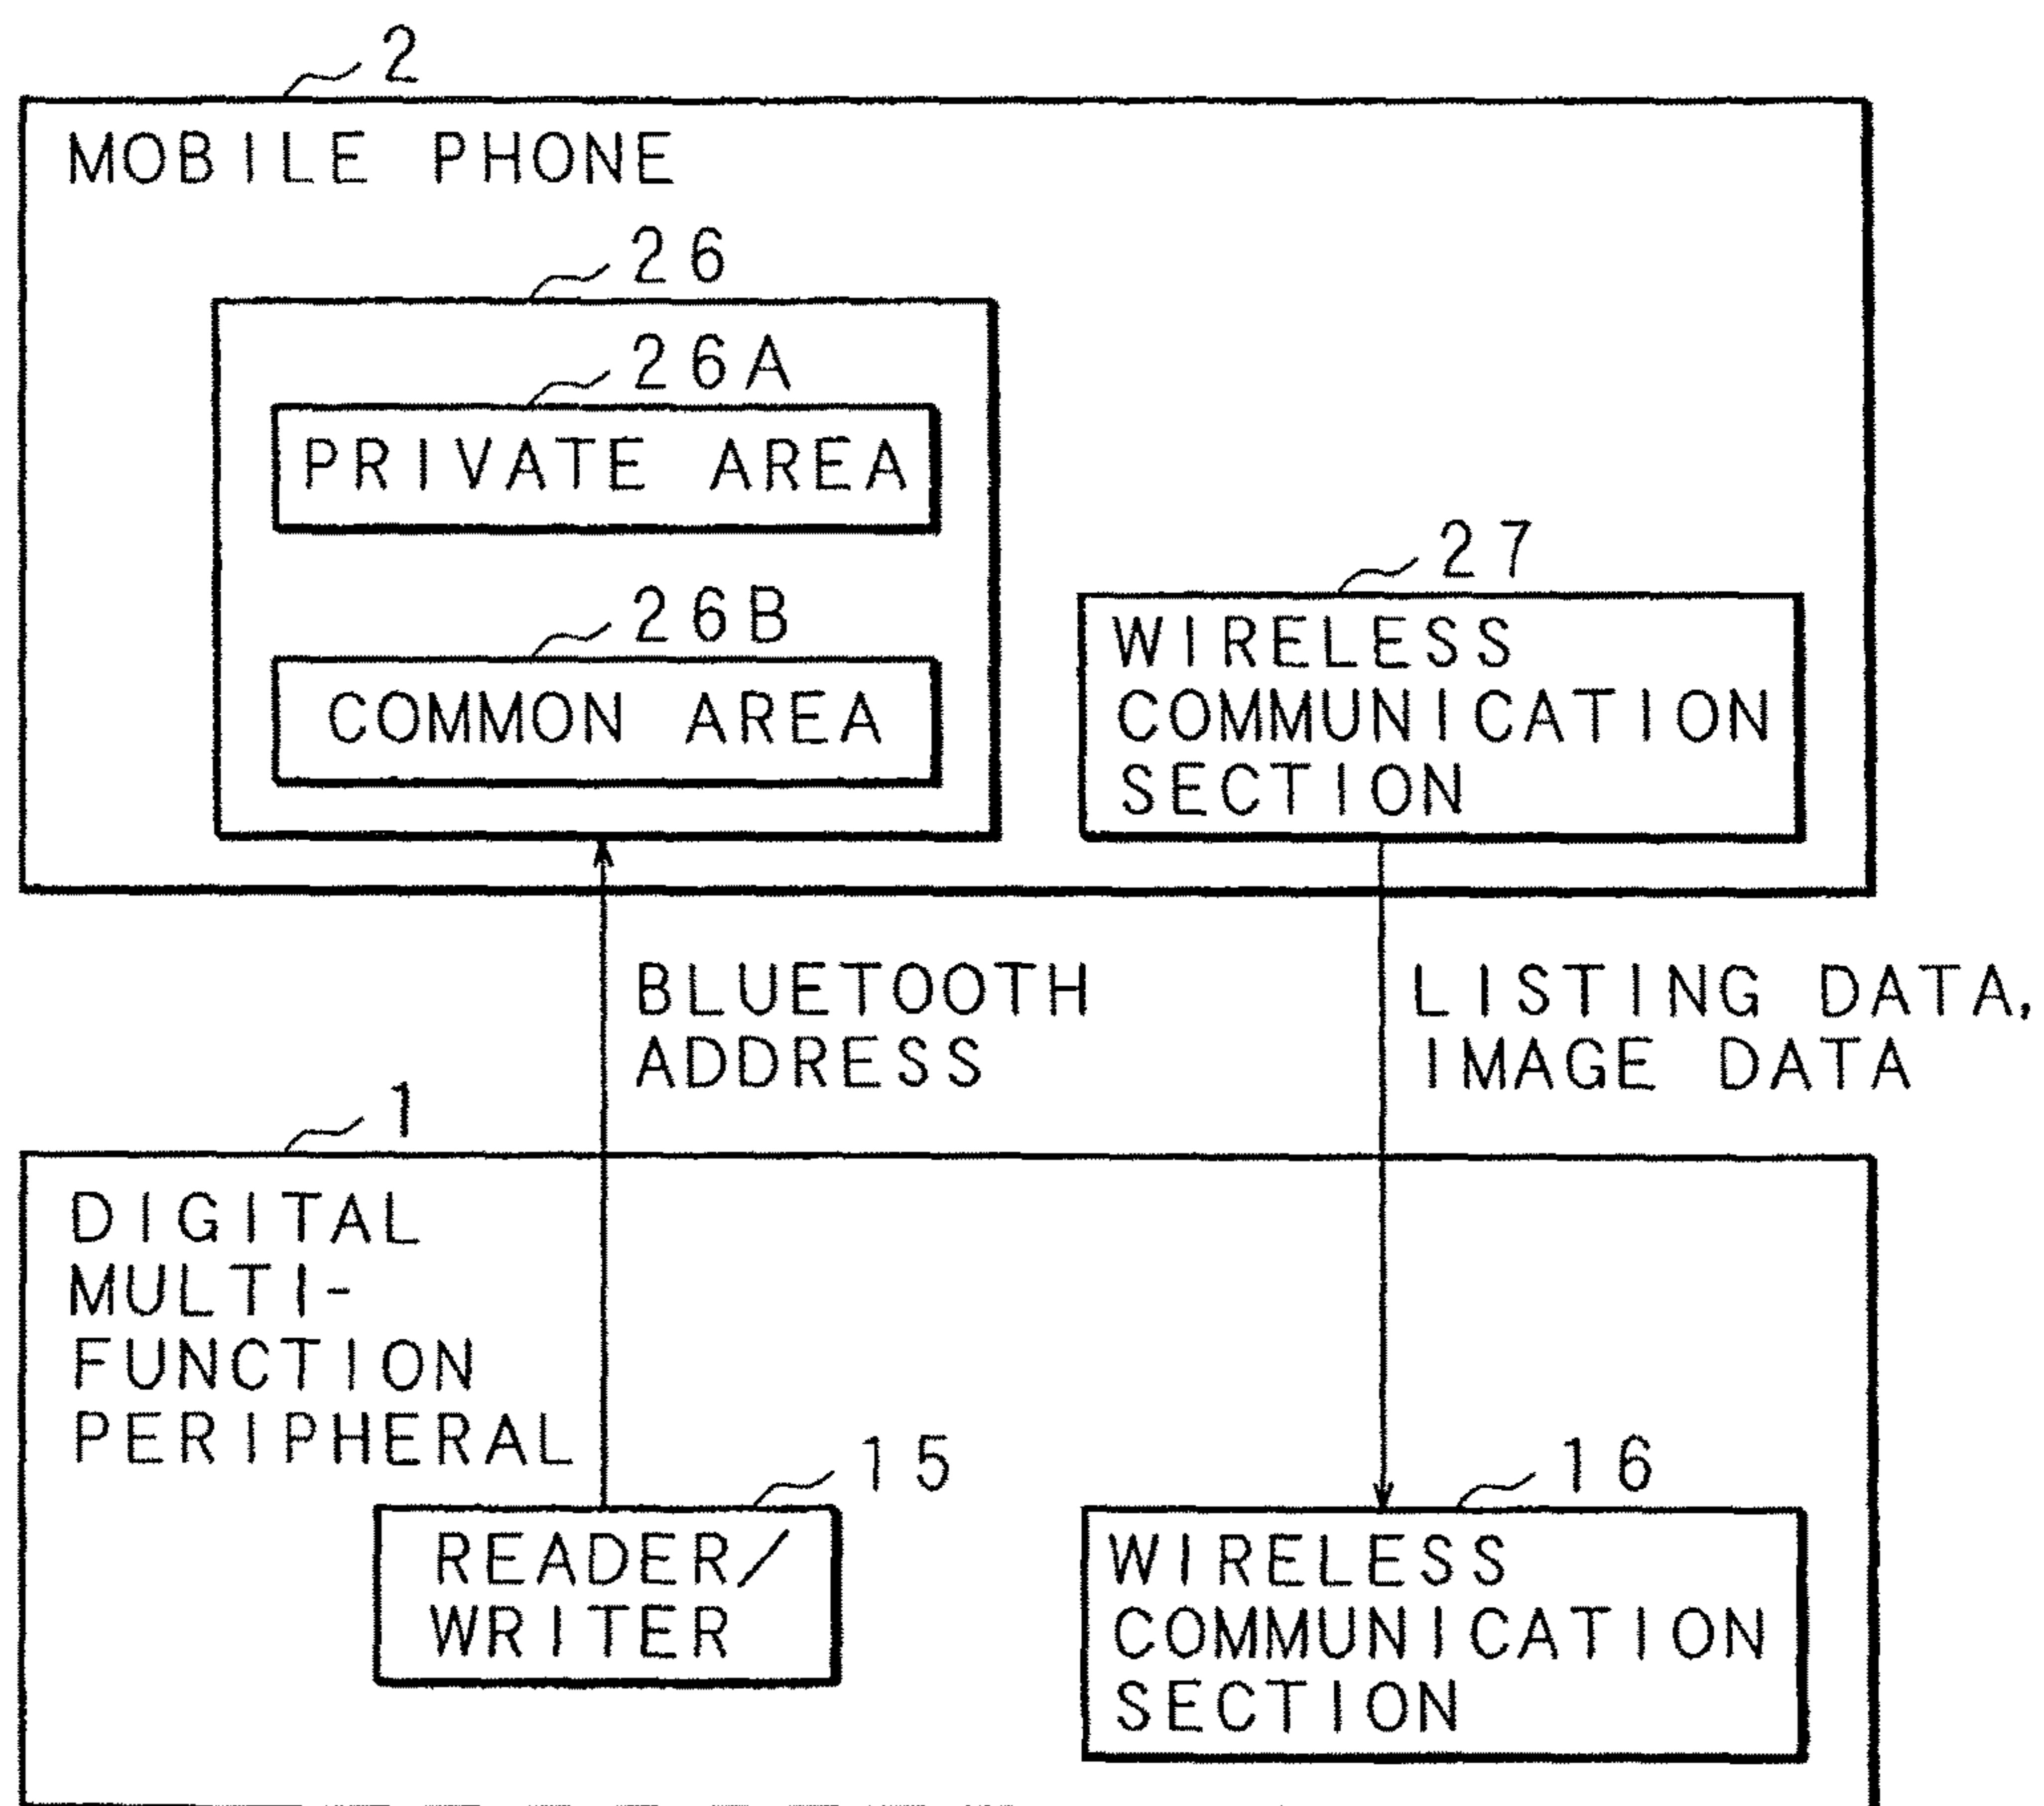 2
MOBILE PHONE
26
26A
PRIVATE AREA
26B
COMMON AREA
27
WIRELESS
COMMUNICATION
SECTION
BLUETOOTH
ADDRESS
LISTING DATA,
IMAGE DATA
1
DIGITAL
MULTI-
FUNCTION
PERIPHERAL
15
READER/
WRITER
16
WIRELESS
COMMUNICATION
SECTION